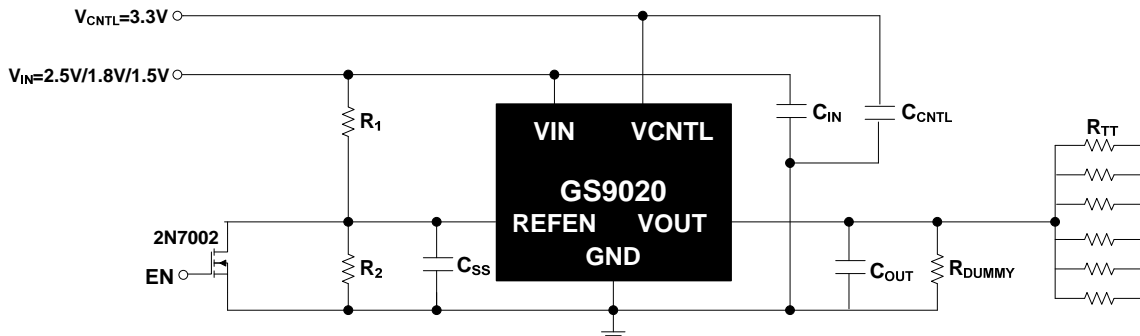 VCNTL=3.3V
VIN=2.5V/1.8V/1.5V
R1
VIN
VCNTL
CIN
CCNTL
RTT
GS9020
REFEN
VOUT
GND
2N7002
EN
R2
CSS
COUT
RDUMMY